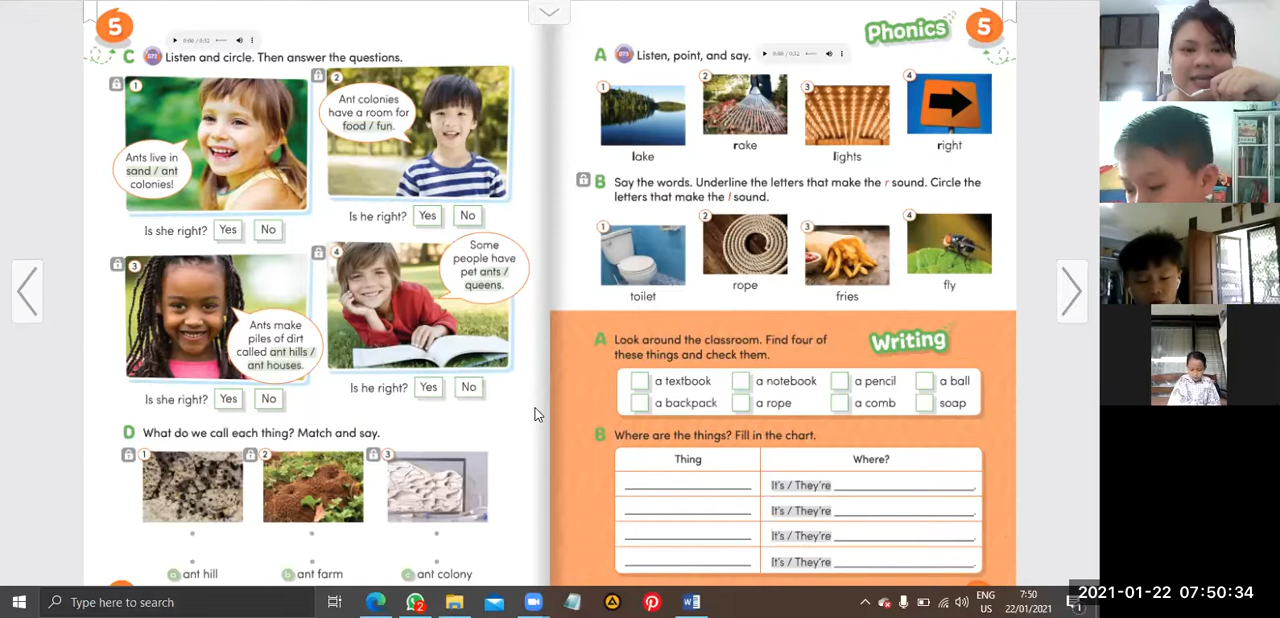 5
C Listen and circle. Then answer the questions.
1
Ants live in
sand / ant
colonies!
Is she right? Yes No
2
Ant colonies
have a room for
food / fun.
Is he right? Yes No
3
Ants make
piles of dirt
called ant hills /
ant houses.
Is she right? Yes No
4
Some
people have
pet ants /
queens.
Is he right? Yes No
D What do we call each thing? Match and say.
1 2 3
a ant hill b ant farm c ant colony
Phonics 5
A Listen, point, and say.
1 2 3 4
lake rake lights right
B Say the words. Underline the letters that make the r sound. Circle the
letters that make the l sound.
1 2 3 4
toilet rope fries fly
Writing
A Look around the classroom. Find four of
these things and check them.
a textbook a notebook a pencil a ball
a backpack a rope a comb soap
B Where are the things? Fill in the chart.
Thing Where?
It's / They're
It's / They're
It's / They're
It's / They're
Type here to search
2
W
ENG
US
7:50
22/01/2021
1
2021-01-22 07:50:34